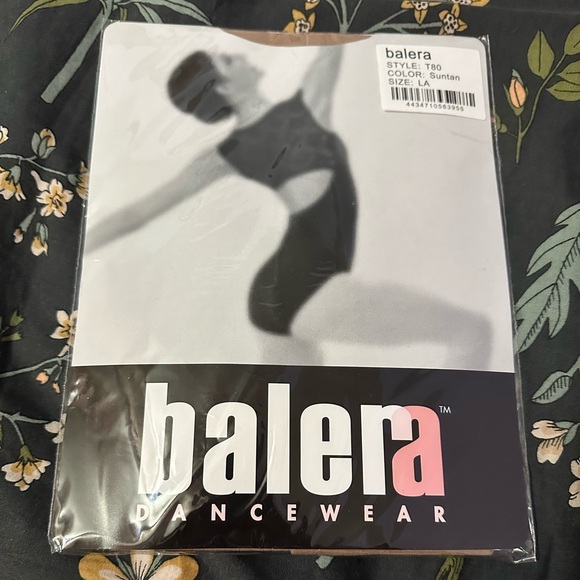 balera
STYLE: T80
COLOR: Suntan
SIZE: LA
4434710563955
balera™
DANCEWEAR